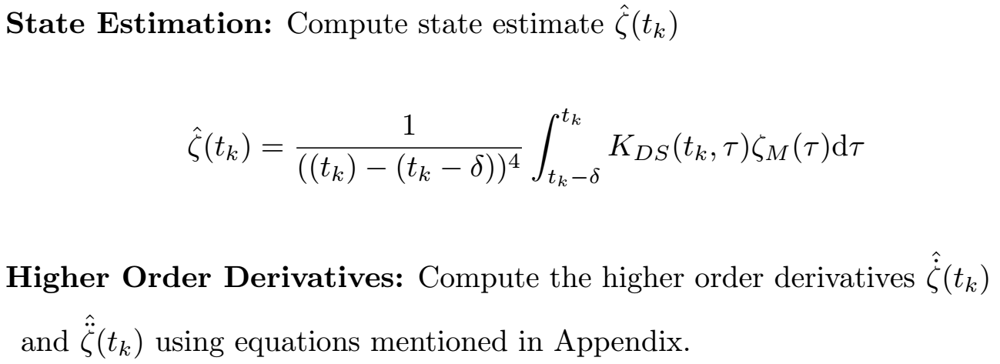 State Estimation: Compute state estimate $\hat{\zeta}(t_k)$
$\hat{\zeta}(t_k) = \frac{1}{((t_k) - (t_k - \delta))^4} \int_{t_k - \delta}^{t_k} K_{DS}(t_k, \tau) \zeta_M(\tau) \mathrm{d}\tau$
Higher Order Derivatives: Compute the higher order derivatives $\hat{\dot{\zeta}}(t_k)$
and $\hat{\ddot{\zeta}}(t_k)$ using equations mentioned in Appendix.